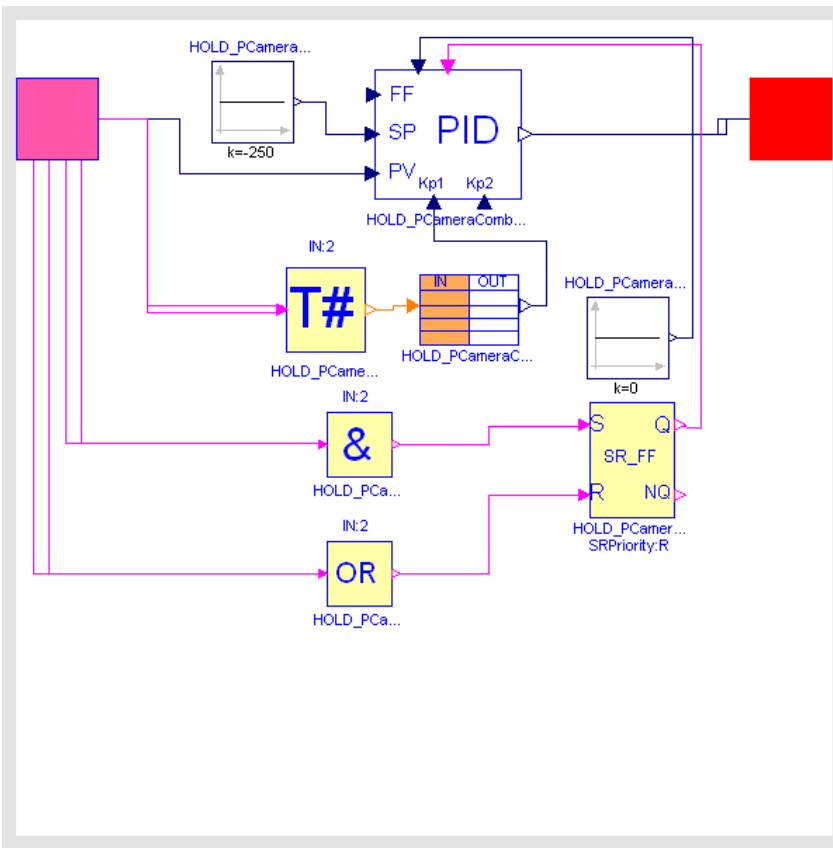 HOLD_PCamera...
k=-250
FF
SP
PV
PID
Kp1
Kp2
HOLD_PCameraComb...
IN:2
T#
HOLD_PCame...
IN
OUT
HOLD_PCameraC...
HOLD_PCamera...
k=0
IN:2
&
HOLD_PCa...
S
Q
SR_FF
R
NQ
HOLD_PCamer...
SRPriority:R
IN:2
OR
HOLD_PCa...